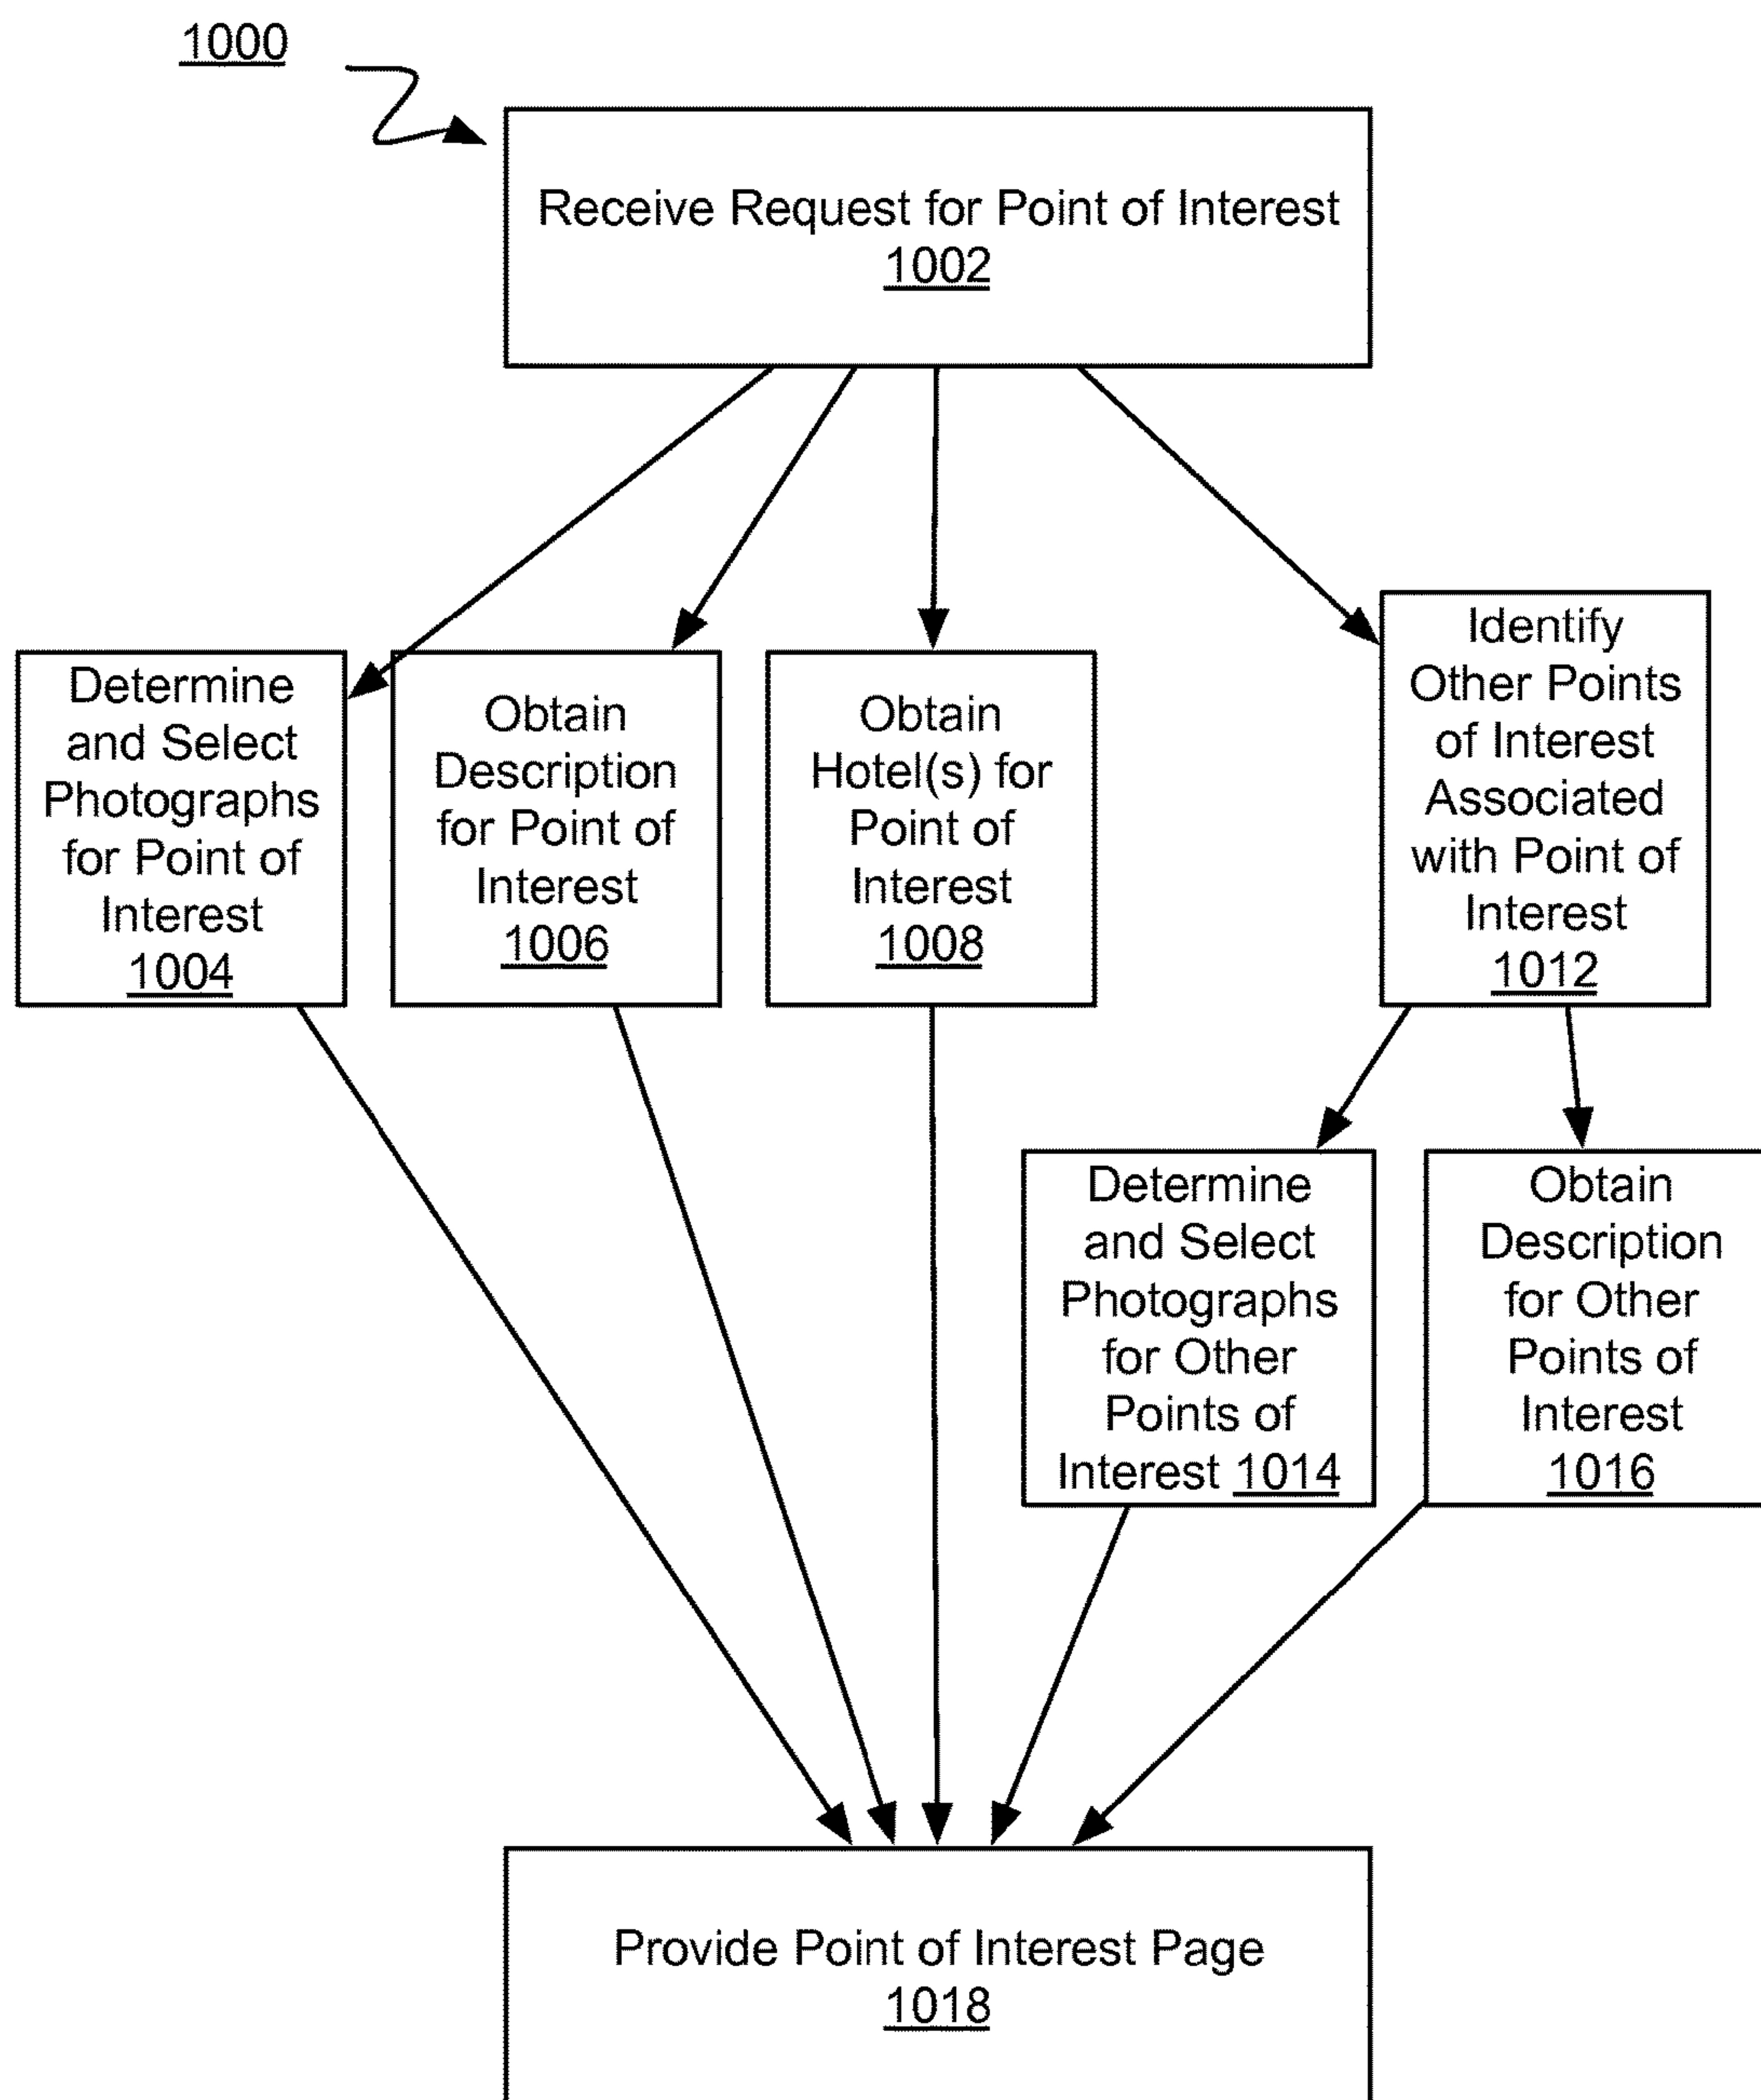 1000
Receive Request for Point of Interest
1002
Determine
and Select
Photographs
for Point of
Interest
1004
Obtain
Description
for Point of
Interest
1006
Obtain
Hotel(s) for
Point of
Interest
1008
Identify
Other Points
of Interest
Associated
with Point of
Interest
1012
Determine
and Select
Photographs
for Other
Points of
Interest 1014
Obtain
Description
for Other
Points of
Interest
1016
Provide Point of Interest Page
1018